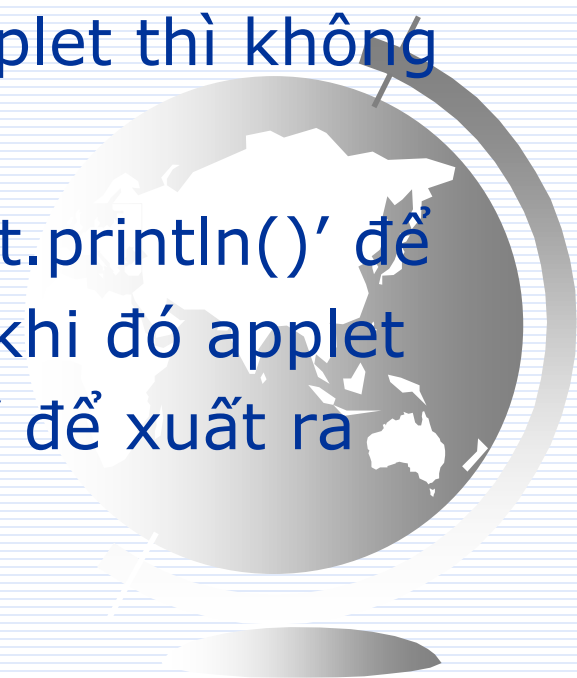 plet thì không
t.println()’ để
khi đó applet
để xuất ra